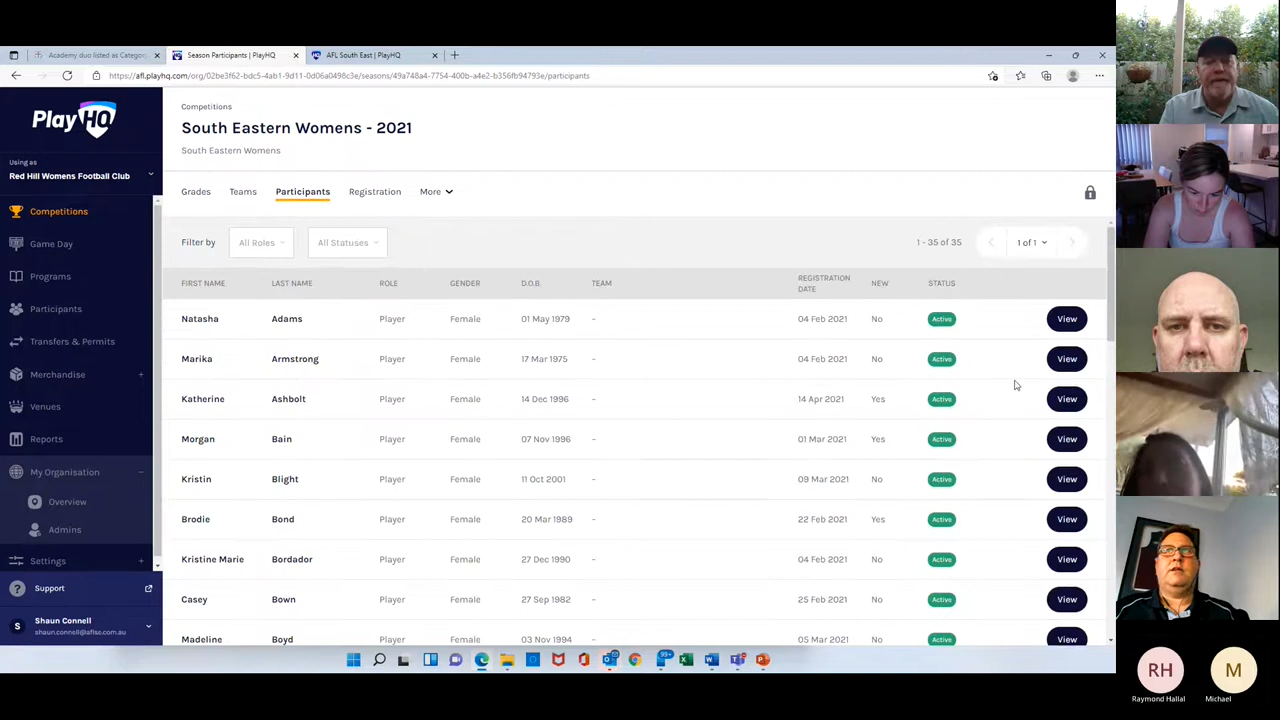 Academy duo listed as Categor
Season Participants | PlayHQ
AFL South East | PlayHQ
https://afl.playhq.com/org/02be3f62-bdc5-4ab1-9d11-0d06a0498c3e/seasons/49a748a4-7754-400b-a4e2-b356fb94793e/participants
PlayHQ
Using as
Red Hill Womens Football Club
Competitions
Game Day
Programs
Participants
Transfers & Permits
Merchandise
Venues
Reports
My Organisation
Overview
Admins
Settings
Support
S Shaun Connell
shaun.connell@aflse.com.au
Competitions
South Eastern Womens - 2021
South Eastern Womens
Grades Teams Participants Registration More
Filter by All Roles All Statuses 1 - 35 of 35 1 of 1
FIRST NAME LAST NAME ROLE GENDER D.O.B. TEAM REGISTRATION DATE NEW STATUS
Natasha Adams Player Female 01 May 1979 - 04 Feb 2021 No Active View
Marika Armstrong Player Female 17 Mar 1975 - 04 Feb 2021 No Active View
Katherine Ashbolt Player Female 14 Dec 1996 - 14 Apr 2021 Yes Active View
Morgan Bain Player Female 07 Nov 1996 - 01 Mar 2021 Yes Active View
Kristin Blight Player Female 11 Oct 2001 - 09 Mar 2021 No Active View
Brodie Bond Player Female 20 Mar 1989 - 22 Feb 2021 Yes Active View
Kristine Marie Bordador Player Female 27 Dec 1990 - 04 Feb 2021 No Active View
Casey Bown Player Female 27 Sep 1982 - 25 Feb 2021 No Active View
Madeline Boyd Player Female 03 Nov 1994 - 05 Mar 2021 No Active View
99+
RH M
Raymond Hallal Michael